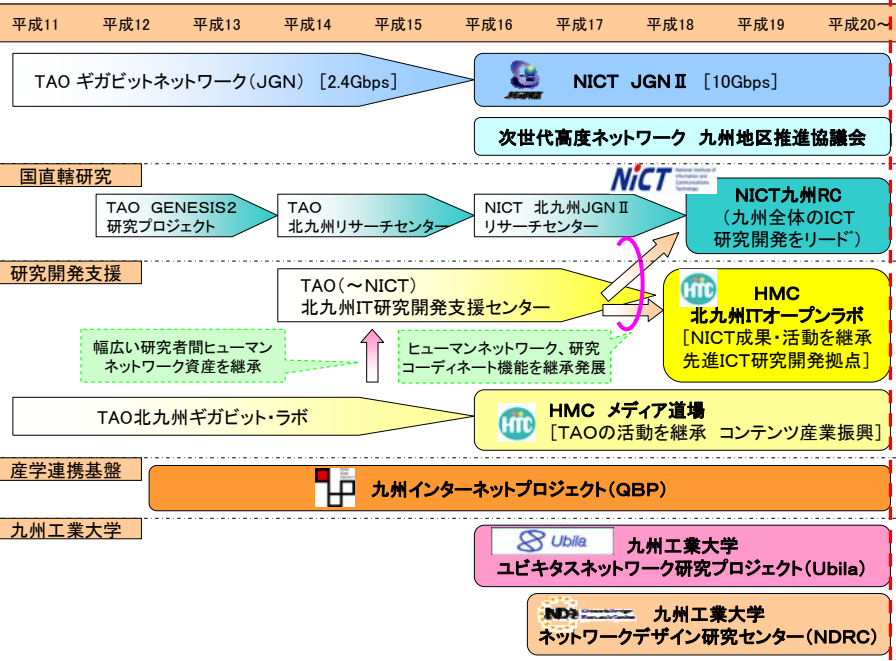 平成11 平成12 平成13 平成14 平成15 平成16 平成17 平成18 平成19 平成20～
TAO ギガビットネットワーク（JGN） [2.4Gbps]
NICT JGNⅡ [10Gbps]
次世代高度ネットワーク 九州地区推進協議会
国直轄研究
TAO GENESIS2
研究プロジェクト
TAO
北九州リサーチセンター
NICT 北九州JGNⅡ
リサーチセンター
NICT
National Institute of
Information and
Communications
Technology
NICT九州RC
（九州全体のICT
研究開発をリード）
研究開発支援
TAO（～NICT）
北九州IT研究開発支援センター
HTC
HMC
北九州ITオープンラボ
[NICT成果・活動を継承
先進ICT研究開発拠点]
幅広い研究者間ヒューマン
ネットワーク資産を継承
ヒューマンネットワーク、研究
コーディネート機能を継承発展
TAO北九州ギガビット・ラボ
HTC
HMC メディア道場
[TAOの活動を継承 コンテンツ産業振興]
産学連携基盤
九州インターネットプロジェクト（QBP）
九州工業大学
Ubila
九州工業大学
ユビキタスネットワーク研究プロジェクト（Ubila）
九州工業大学
ネットワークデザイン研究センター（NDRC）